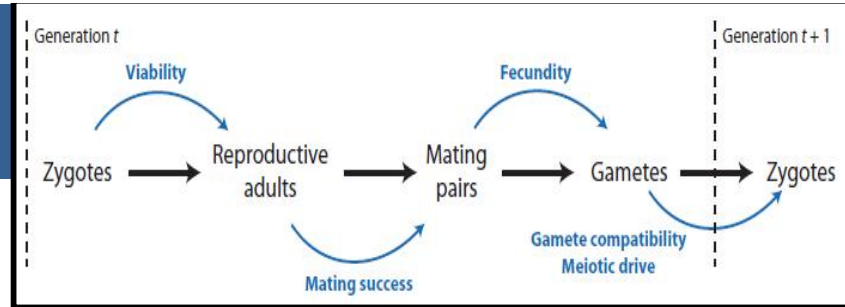 Generation t
Generation t + 1
Viability
Fecundity
Zygotes
Reproductive
adults
Mating
pairs
Gametes
Zygotes
Mating success
Gamete compatibility
Meiotic drive